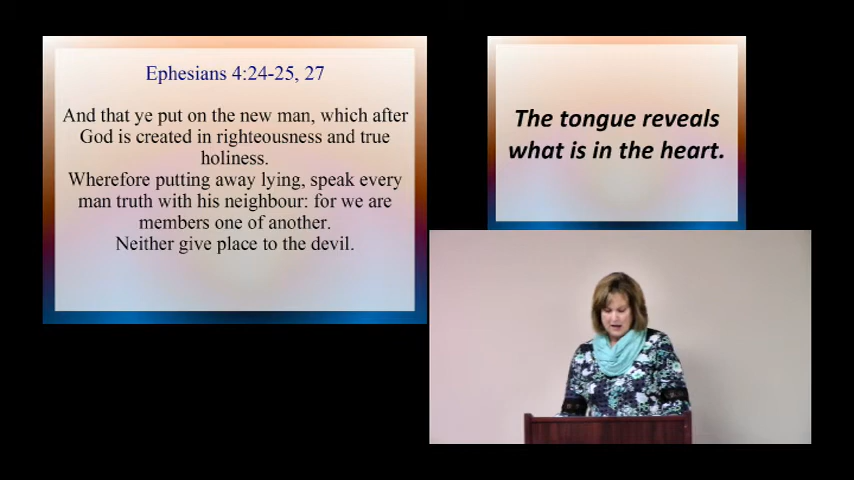 Ephesians 4:24-25, 27
And that ye put on the new man, which after
God is created in righteousness and true
holiness.
Wherefore putting away lying, speak every
man truth with his neighbour: for we are
members one of another.
Neither give place to the devil.
The tongue reveals
what is in the heart.